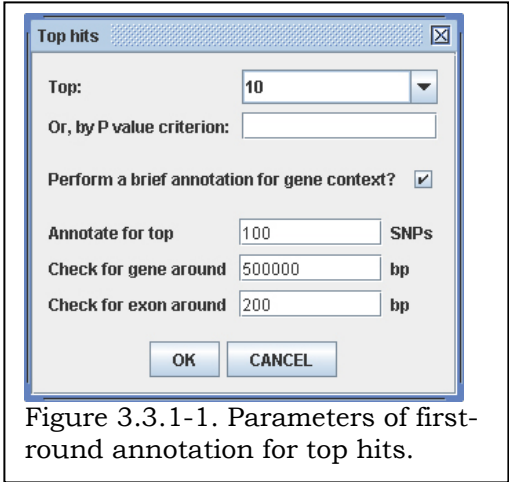 Top hits
Top: 10
Or, by P value criterion:
Perform a brief annotation for gene context?
Annotate for top 100 SNPs
Check for gene around 500000 bp
Check for exon around 200 bp
OK CANCEL
Figure 3.3.1-1. Parameters of first-
round annotation for top hits.